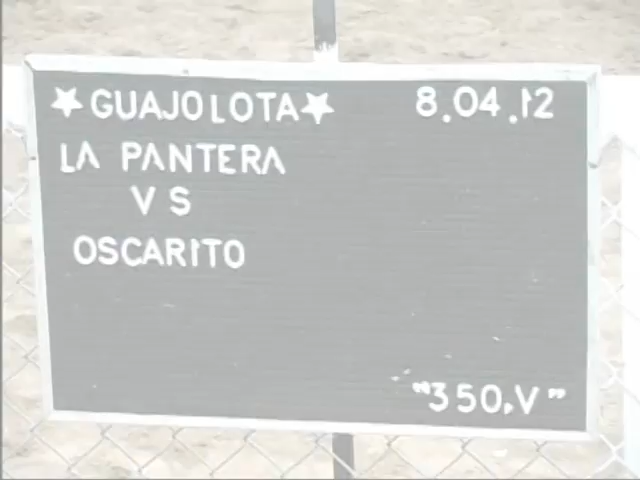 ★ GUAJOLOTA ★ 8.04.12
LA PANTERA
VS
OSCARITO
"350.V"